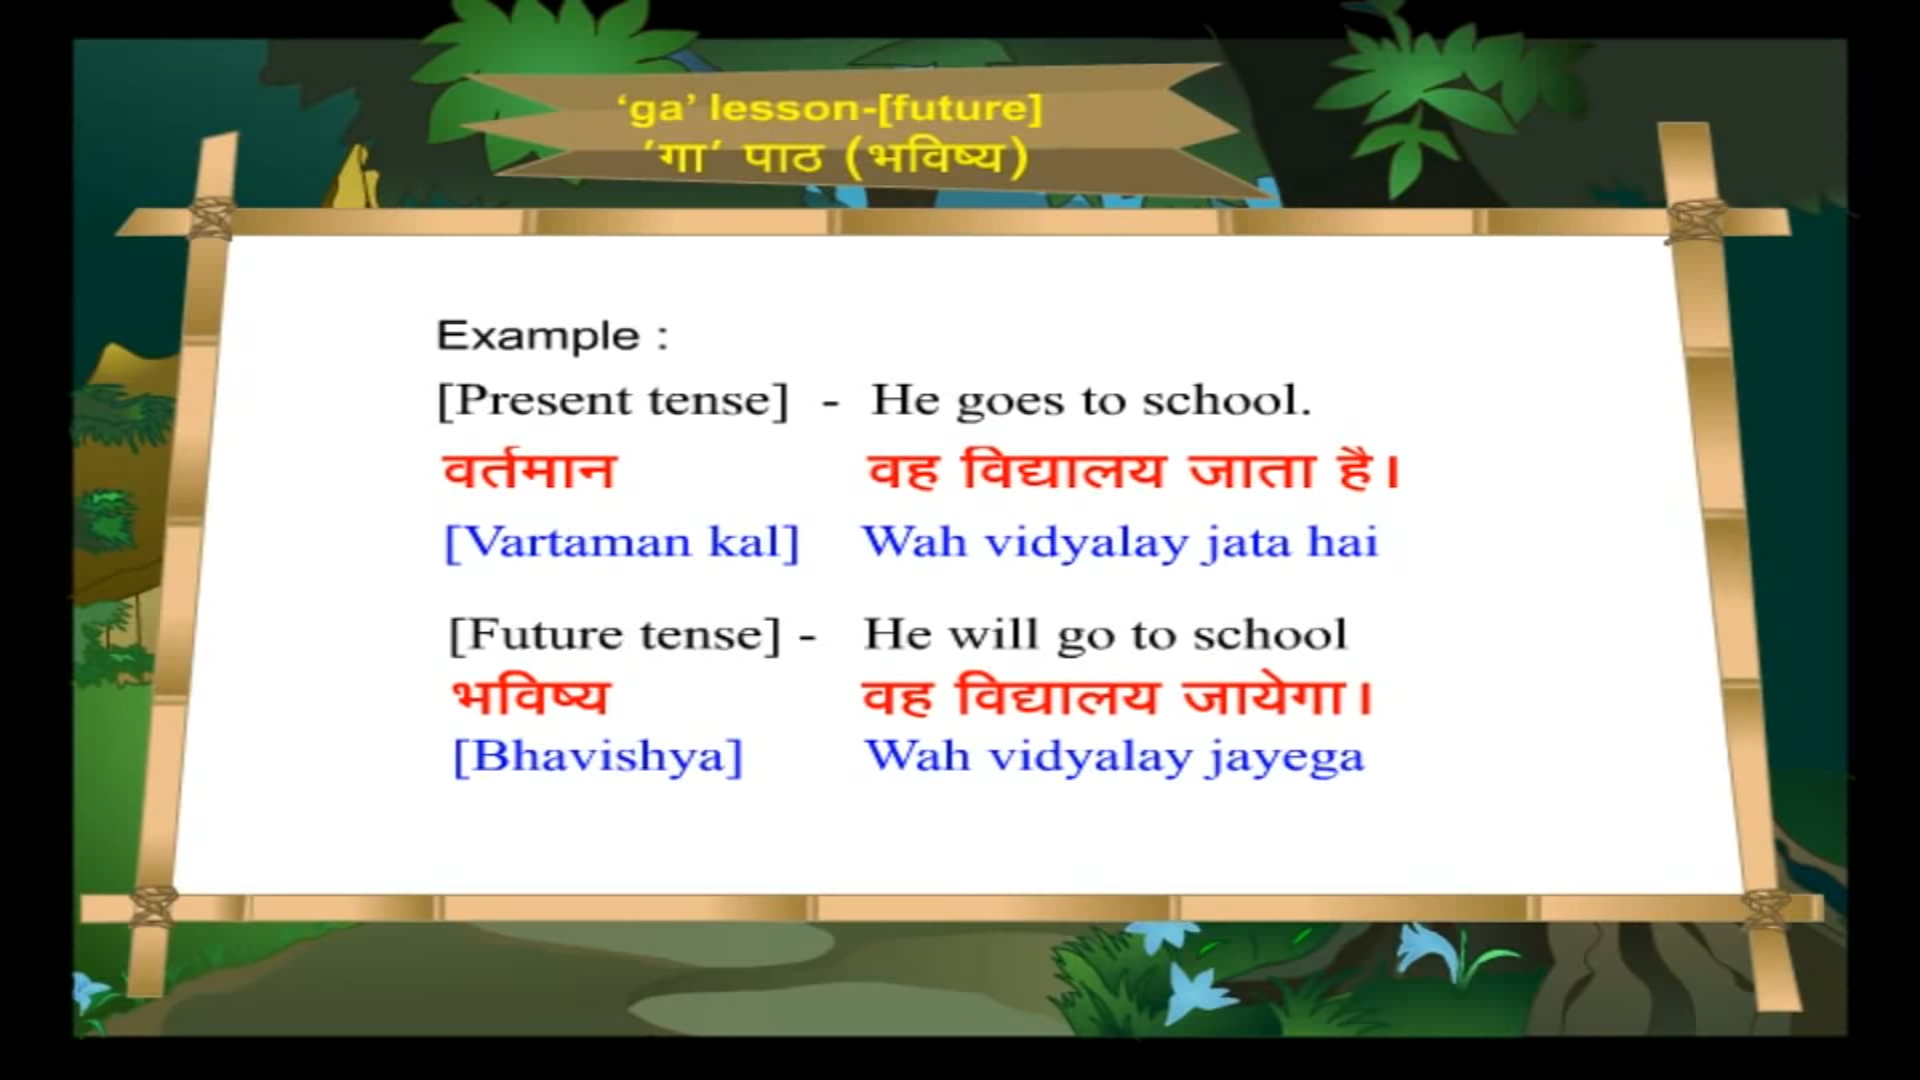 ‘ga’ lesson-[future]
'गा' पाठ (भविष्य)
Example :
[Present tense] - He goes to school.
वर्तमान वह विद्यालय जाता है।
[Vartaman kal] Wah vidyalay jata hai
[Future tense] - He will go to school
भविष्य वह विद्यालय जायेगा।
[Bhavishya] Wah vidyalay jayega